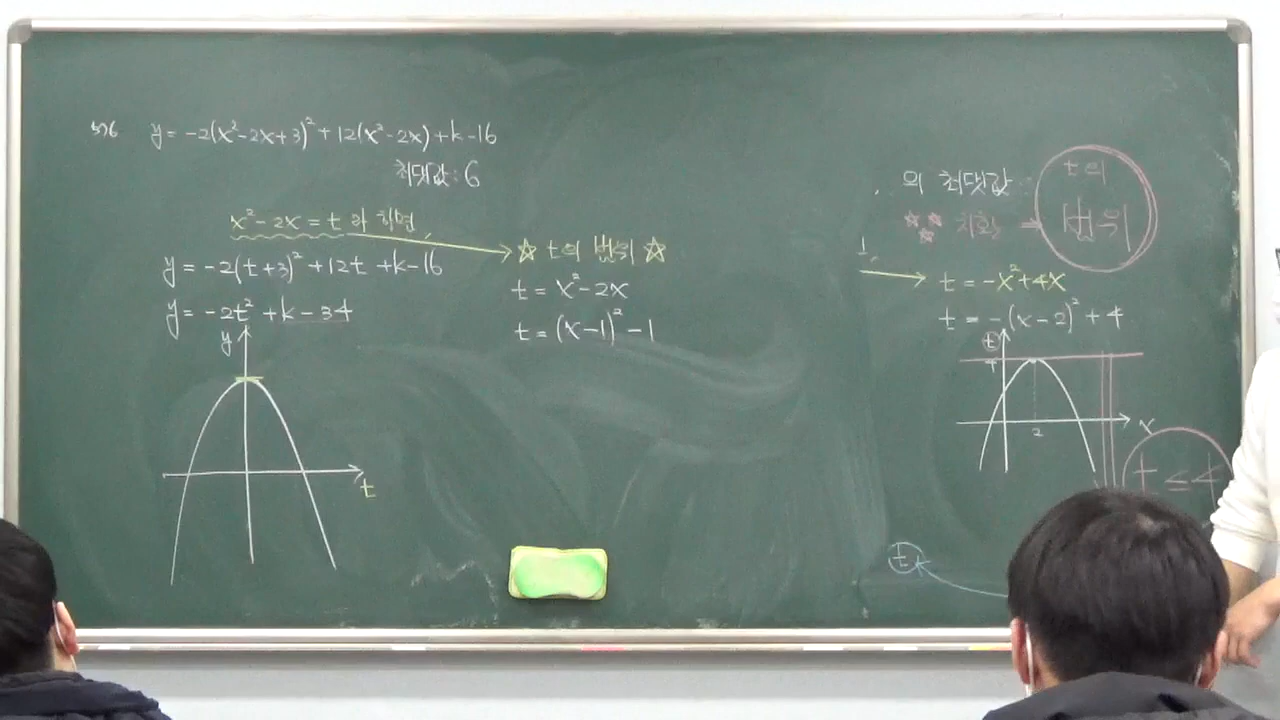 576 y = -2(x²-2x+3)² + 12(x²-2x) + k - 16
최댓값 : 6
x²-2x = t 라 하면,
y = -2(t+3)² + 12t + k - 16
y = -2t² + k - 34
y
t
☆ t의 범위 ☆
t = x² - 2x
t = (x-1)² - 1
의 최댓값
t의
범위
☆☆☆ 치환 ⇒
t = -x² + 4x
t = -(x-2)² + 4
t
4
2
x
t ≤ 4
t